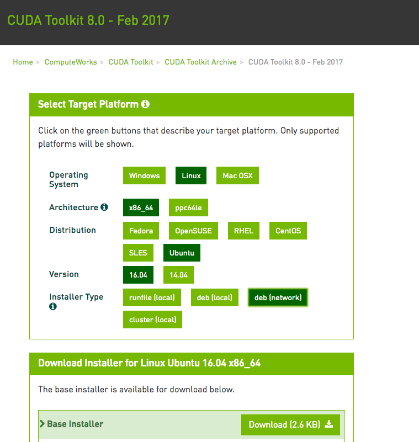 CUDA Toolkit 8.0 - Feb 2017
Home > ComputeWorks > CUDA Toolkit > CUDA Toolkit Archive > CUDA Toolkit 8.0 - Feb 2017
Select Target Platform
Click on the green buttons that describe your target platform. Only supported
platforms will be shown.
Operating System Windows Linux Mac OSX
Architecture x86_64 ppc64le
Distribution Fedora OpenSUSE RHEL CentOS
SLES Ubuntu
Version 16.04 14.04
Installer Type runfile (local) deb (local) deb (network)
cluster (local)
Download Installer for Linux Ubuntu 16.04 x86_64
The base installer is available for download below.
> Base Installer Download (2.6 KB)